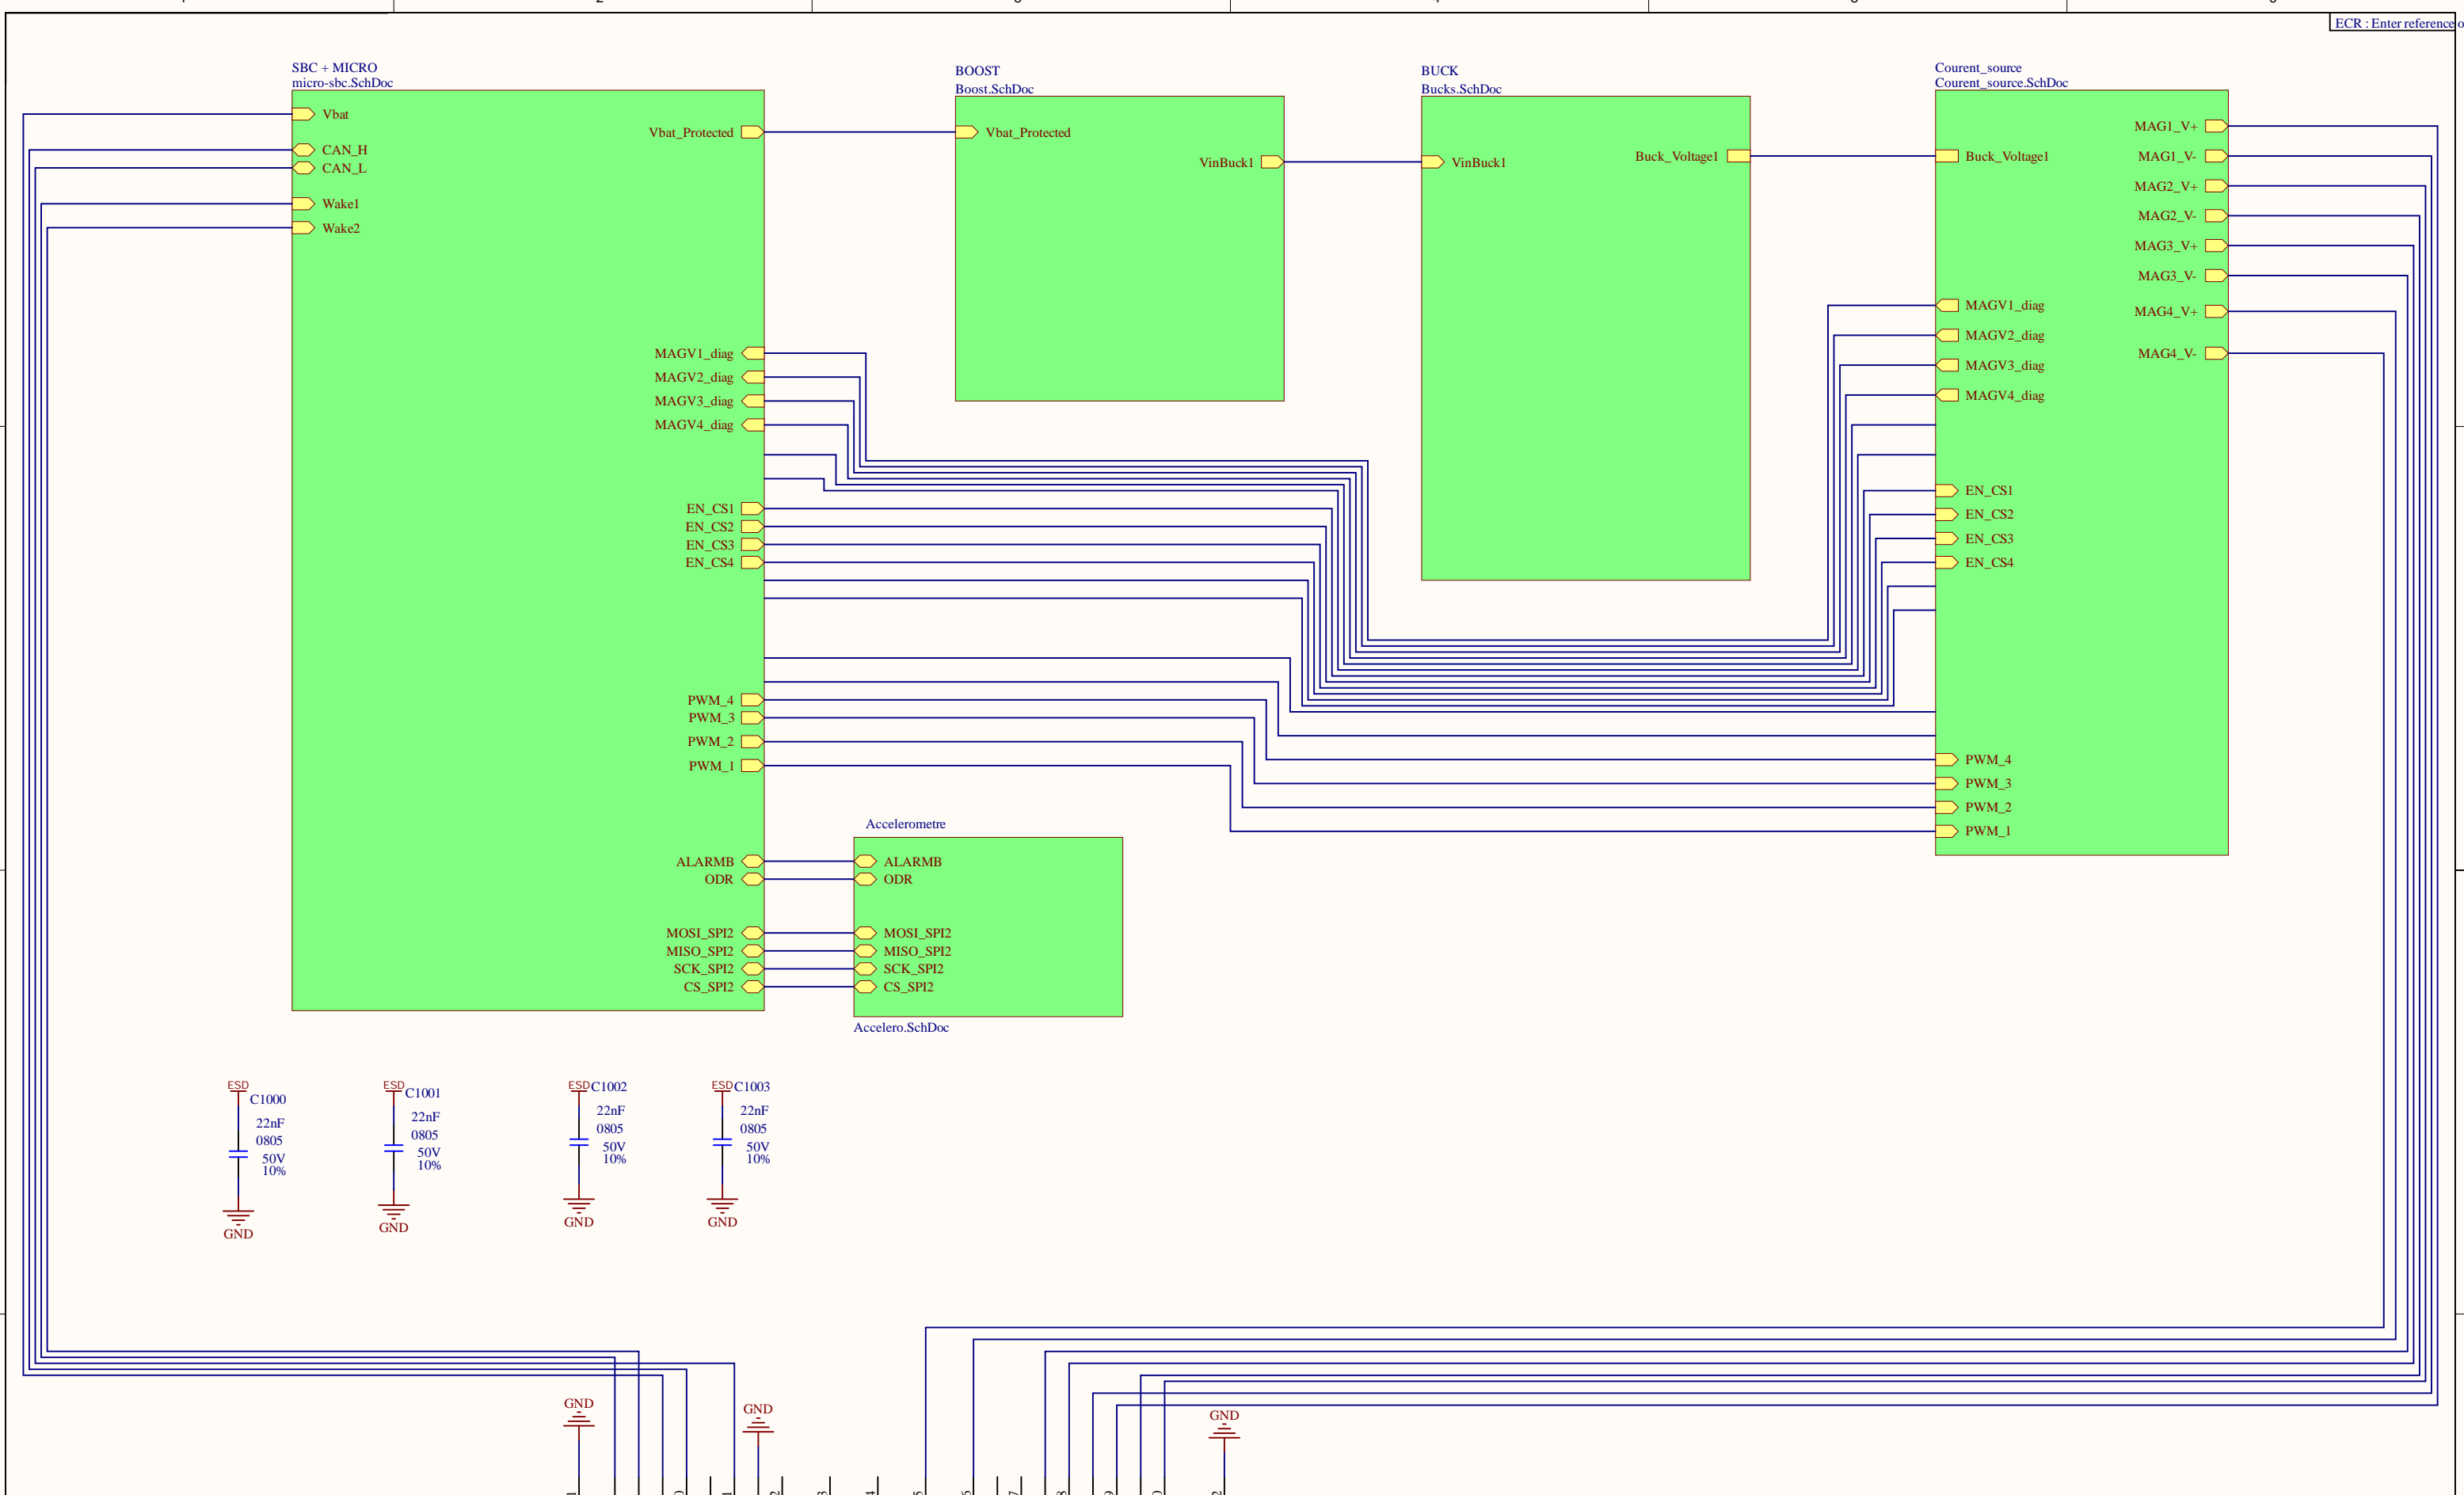 ECR : Enter reference o
SBC + MICRO
micro-sbc.SchDoc
Vbat
CAN_H
CAN_L
Wake1
Wake2
Vbat_Protected
MAGV1_diag
MAGV2_diag
MAGV3_diag
MAGV4_diag
EN_CS1
EN_CS2
EN_CS3
EN_CS4
PWM_4
PWM_3
PWM_2
PWM_1
ALARMB
ODR
MOSI_SPI2
MISO_SPI2
SCK_SPI2
CS_SPI2
BOOST
Boost.SchDoc
Vbat_Protected
VinBuck1
BUCK
Bucks.SchDoc
VinBuck1
Buck_Voltage1
Courent_source
Courent_source.SchDoc
Buck_Voltage1
MAGV1_diag
MAGV2_diag
MAGV3_diag
MAGV4_diag
EN_CS1
EN_CS2
EN_CS3
EN_CS4
PWM_4
PWM_3
PWM_2
PWM_1
MAG1_V+
MAG1_V-
MAG2_V+
MAG2_V-
MAG3_V+
MAG3_V-
MAG4_V+
MAG4_V-
Accelerometre
ALARMB
ODR
MOSI_SPI2
MISO_SPI2
SCK_SPI2
CS_SPI2
Accelero.SchDoc
ESD
C1000
22nF
0805
50V
10%
GND
ESD
C1001
22nF
0805
50V
10%
GND
ESD C1002
22nF
0805
50V
10%
GND
ESD C1003
22nF
0805
50V
10%
GND
GND
GND
GND